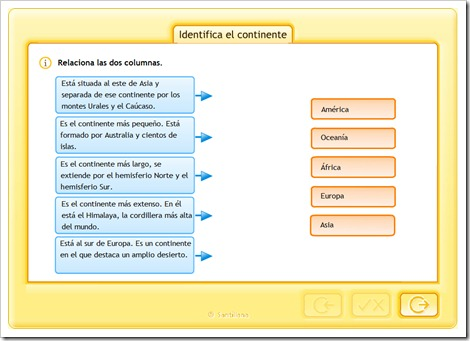 Identifica el continente
i Relaciona las dos columnas.
Está situada al este de Asia y
separada de ese continente por los
montes Urales y el Caúcaso.
Es el continente más pequeño. Está
formado por Australia y cientos de
islas.
Es el continente más largo, se
extiende por el hemisferio Norte y el
hemisferio Sur.
Es el continente más extenso. En él
está el Himalaya, la cordillera más alta
del mundo.
Está al sur de Europa. Es un continente
en el que destaca un amplio desierto.
América
Oceanía
África
Europa
Asia
© Santillana